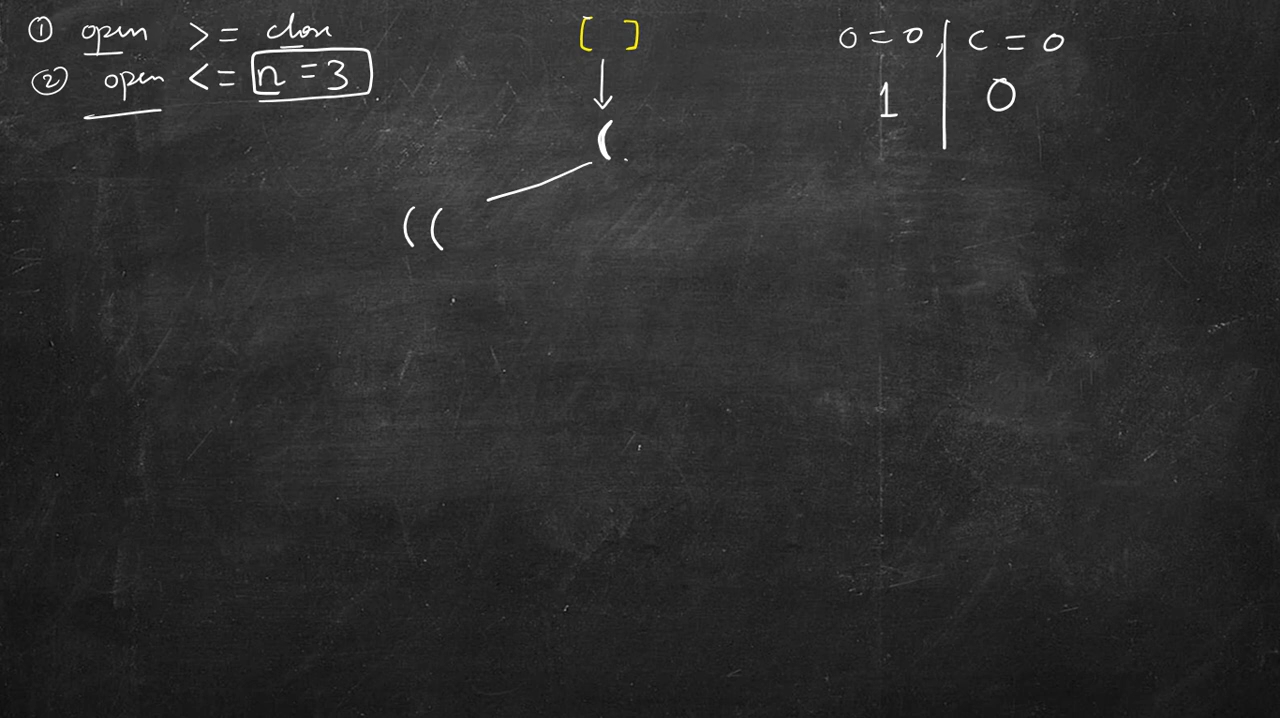 ① open >= close
② open <= n = 3
[ ]
(
( (
o = 0, c = 0
1 | 0